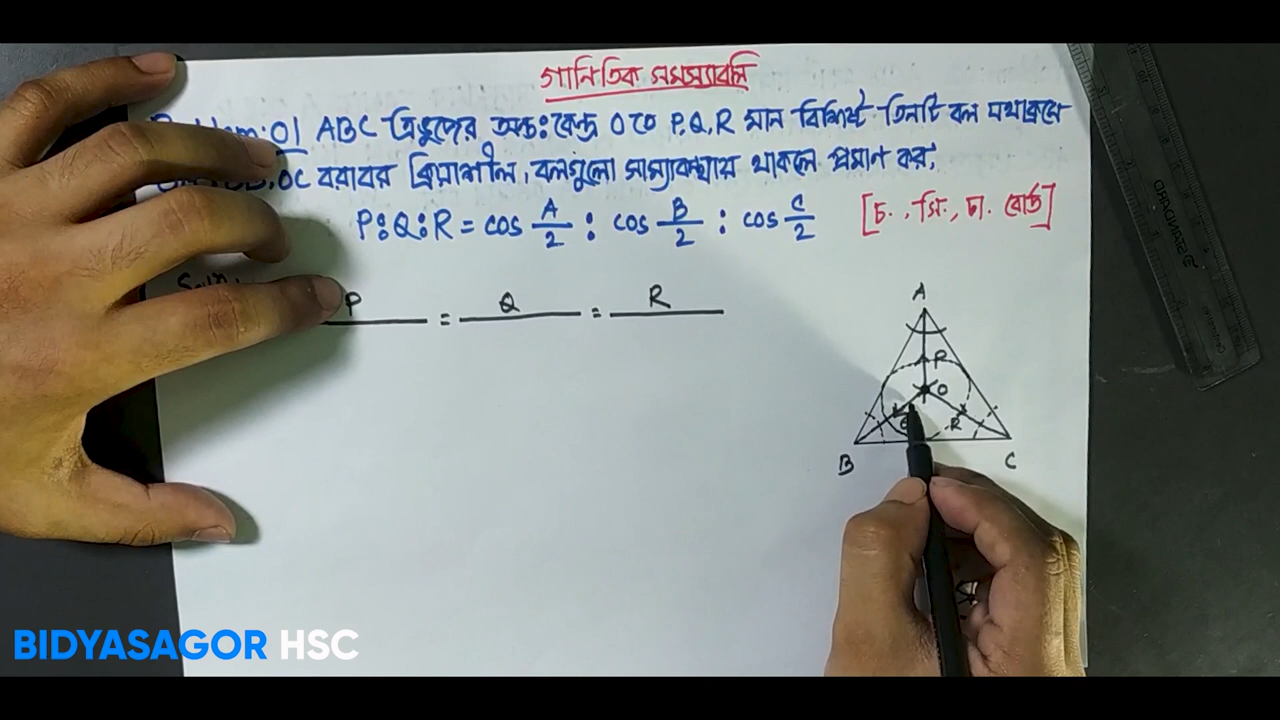 গানিতিক সমস্যাবলি
01 ABC ত্রিভুজের অন্তঃকেন্দ্র O তে P, Q, R মান বিশিষ্ট তিনটি বল যথাক্রমে
OC বরাবর ক্রিয়াশীল, বলগুলো সাম্যাবস্থায় থাকলে প্রমাণ কর,
P:Q:R = cos A/2 : cos B/2 : cos C/2 [চ., সি., ঢা. বোর্ড]
P = Q = R
A
P
O
R
B C
BIDYASAGOR HSC